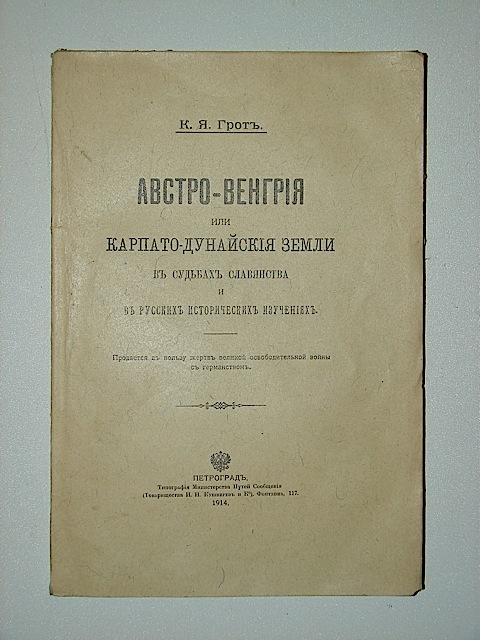 К. Я. Гротъ.
АВСТРО-ВЕНГРІЯ
ИЛИ
КАРПАТО-ДУНАЙСКІЯ ЗЕМЛИ
ВЪ СУДЬБАХЪ СЛАВЯНСТВА
И
ВЪ РУССКИХЪ ИСТОРИЧЕСКИХЪ ИЗУЧЕНІЯХЪ.
Продается въ пользу жертвъ великой освободительной войны
съ германствомъ.
ПЕТРОГРАДЪ.
Типографія Министерства Путей Сообщенія
(Товарищества И. Н. Кушнеревъ и К°). Фонтанка, 117.
1914.